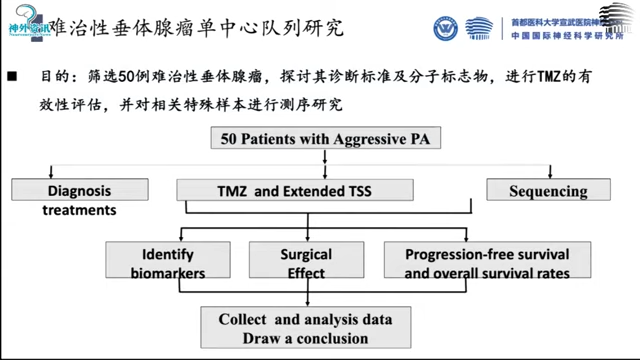 神外资讯
难治性垂体腺瘤单中心队列研究
首都医科大学宣武医院神经外科
中国国际神经科学研究所
目的：筛选50例难治性垂体腺瘤，探讨其诊断标准及分子标志物，进行TMZ的有
效性评估，并对相关特殊样本进行测序研究
50 Patients with Aggressive PA
Diagnosis
treatments
TMZ and Extended TSS
Sequencing
Identify
biomarkers
Surgical
Effect
Progression-free survival
and overall survival rates
Collect and analysis data
Draw a conclusion